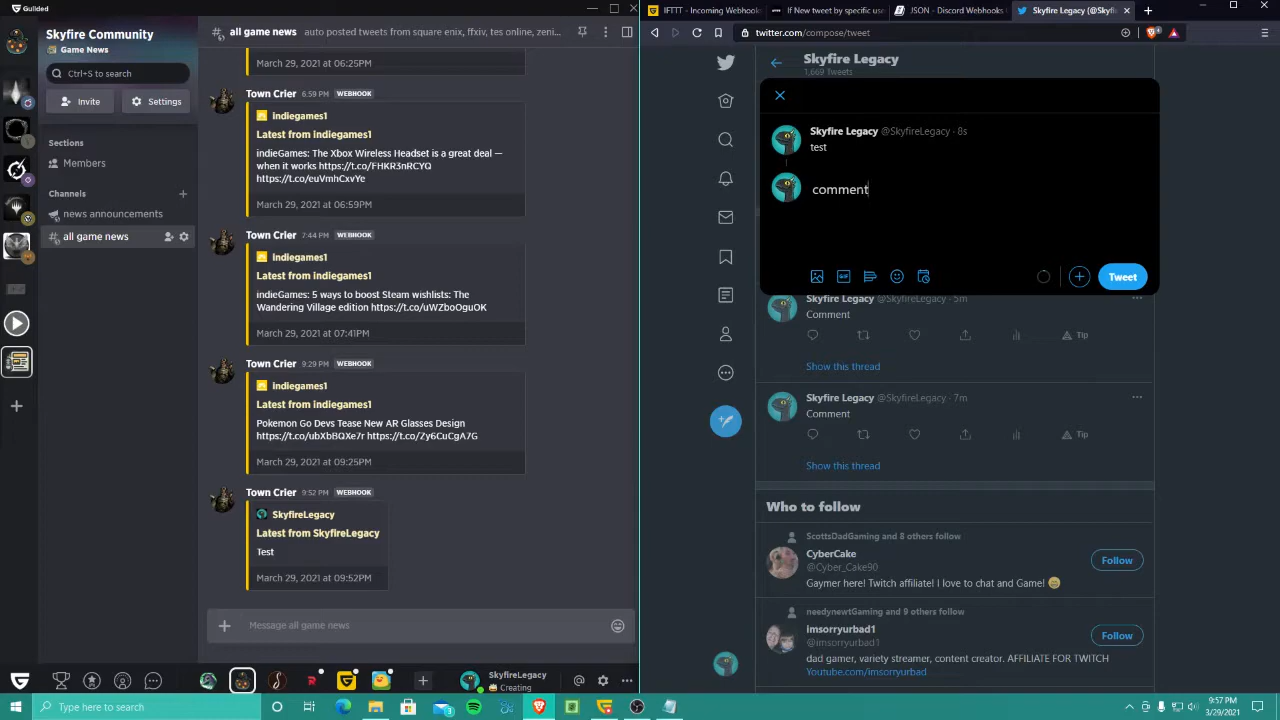 Guilded
Skyfire Community
Game News
Ctrl+S to search
Invite
Settings
Sections
Members
Channels
news announcements
all game news
all game news
auto posted tweets from square enix, ffxiv, tes online, zeni...
March 29, 2021 at 06:25PM
Town Crier 6:59 PM WEBHOOK
indiegames1
Latest from indiegames1
indieGames: The Xbox Wireless Headset is a great deal —
when it works https://t.co/FHKR3nRCYQ
https://t.co/euVmhCxvYe
March 29, 2021 at 06:59PM
Town Crier 7:44 PM WEBHOOK
indiegames1
Latest from indiegames1
indieGames: 5 ways to boost Steam wishlists: The
Wandering Village edition https://t.co/uWZbooOguOK
March 29, 2021 at 07:41PM
Town Crier 9:29 PM WEBHOOK
indiegames1
Latest from indiegames1
Pokemon Go Devs Tease New AR Glasses Design
https://t.co/ubXbBQXe7r https://t.co/Zy6CuCgA7G
March 29, 2021 at 09:25PM
Town Crier 9:52 PM WEBHOOK
SkyfireLegacy
Latest from SkyfireLegacy
Test
March 29, 2021 at 09:52PM
Message all game news
SkyfireLegacy
Creating
IFTTT - Incoming Webhook
If New tweet by specific use
JSON - Discord Webhooks
Skyfire Legacy (@Skyfi
twitter.com/compose/tweet
Skyfire Legacy
1,669 Tweets
Skyfire Legacy @SkyfireLegacy · 8s
test
comment
Tweet
Skyfire Legacy @SkyfireLegacy · 5m
Comment
Tip
Show this thread
Skyfire Legacy @SkyfireLegacy · 7m
Comment
Tip
Show this thread
Who to follow
ScottsDadGaming and 8 others follow
CyberCake
@Cyber_Cake90
Follow
Gaymer here! Twitch affiliate! I love to chat and Game!
needynewtGaming and 9 others follow
imsorryurbad1
@imsorryurbad1
Follow
dad gamer, variety streamer, content creator. AFFILIATE FOR TWITCH
Youtube.com/imsorryurbad
Type here to search
9:57 PM
3/29/2021